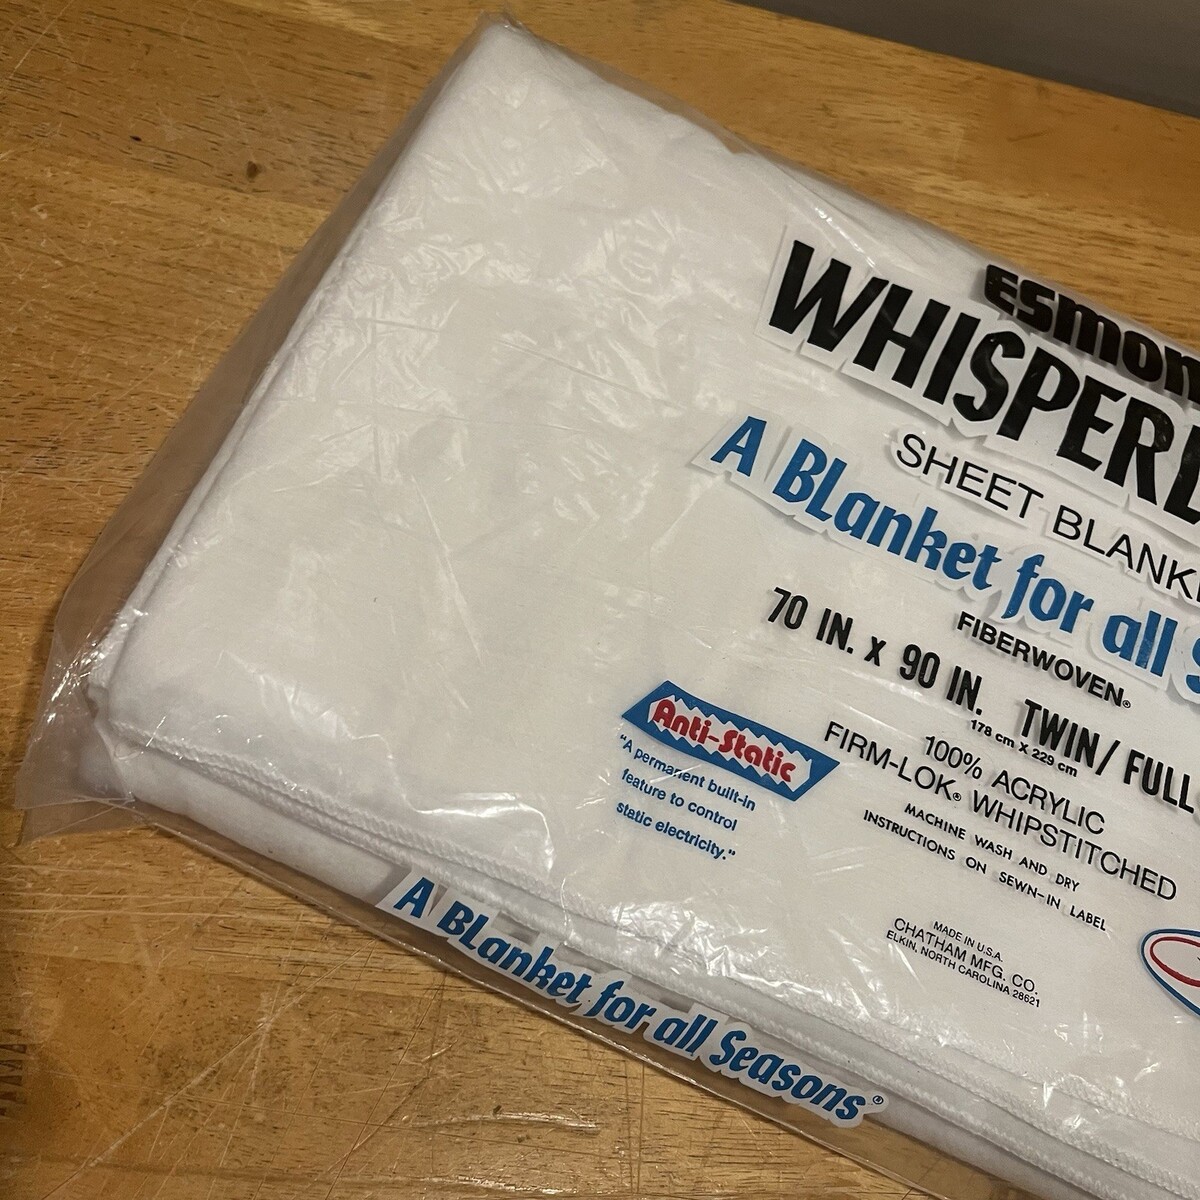 Esmon
WHISPERL
SHEET BLANK
A BLanket for all S
FIBERWOVEN®
70 IN. x 90 IN. TWIN/FULL
178 cm x 229 cm
100% ACRYLIC
FIRM-LOK® WHIPSTITCHED
MACHINE WASH AND DRY
INSTRUCTIONS ON SEWN-IN LABEL
Anti-Static
"A permanent built-in
feature to control
static electricity."
MADE IN U.S.A.
CHATHAM MFG. CO.
ELKIN, NORTH CAROLINA 28621
A BLanket for all Seasons®